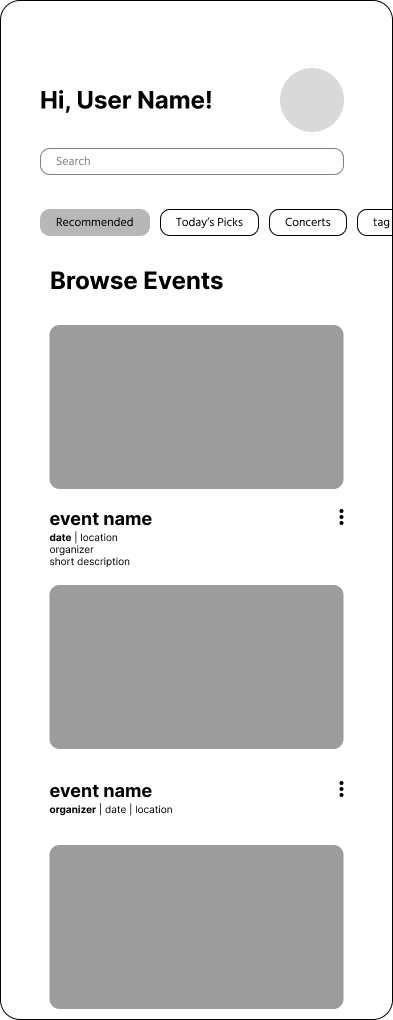 Hi, User Name!
Search
Recommended
Today's Picks
Concerts
tag
Browse Events
event name
date | location
organizer
short description
event name
organizer | date | location